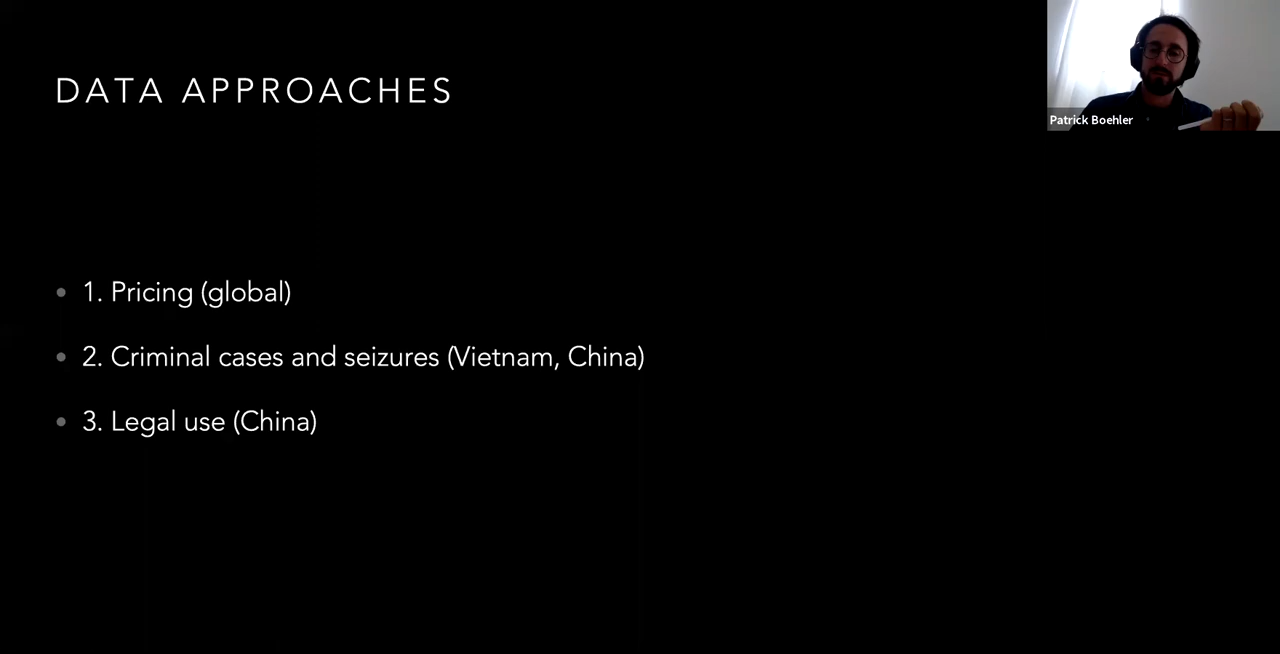 DATA APPROACHES
Patrick Boehler
• 1. Pricing (global)
• 2. Criminal cases and seizures (Vietnam, China)
• 3. Legal use (China)